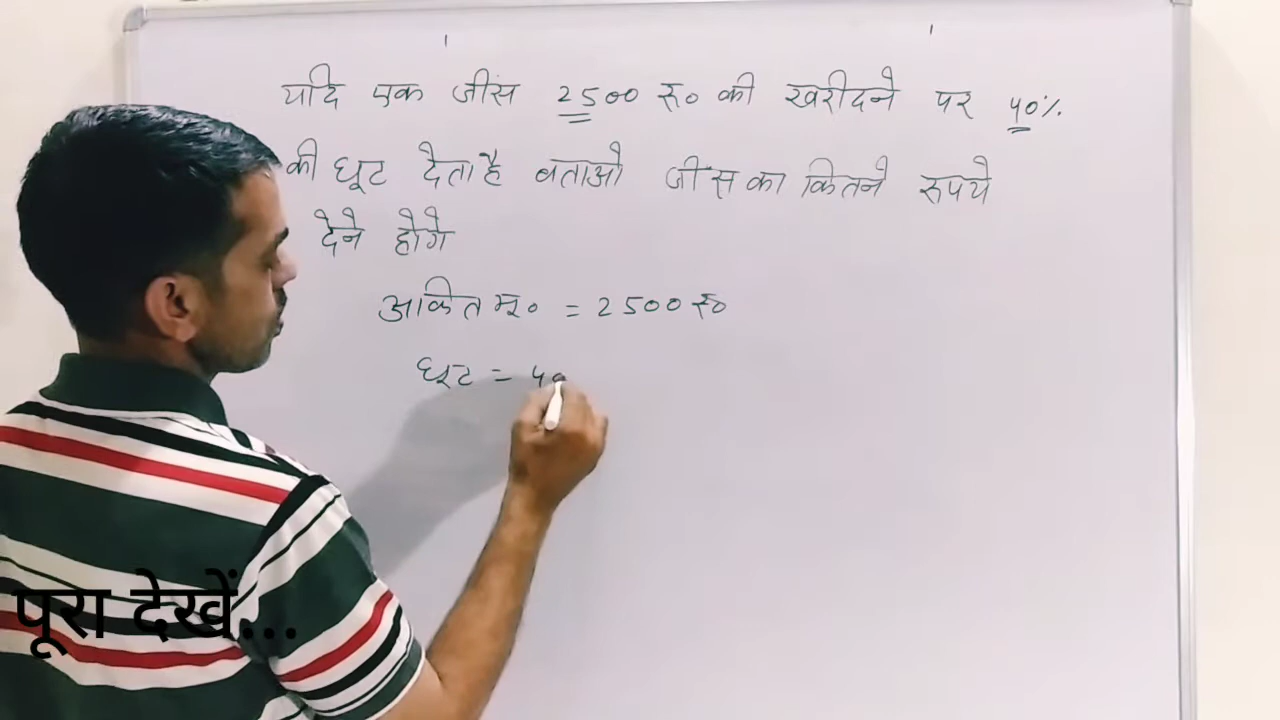 यदि एक जींस 2500 रू० की खरीदने पर 40%
की छूट देता है बताओ जींस का कितने रूपये
देने होगे
अंकित मू० = 2500 रू०
छूट = 40
पूरा देखें...